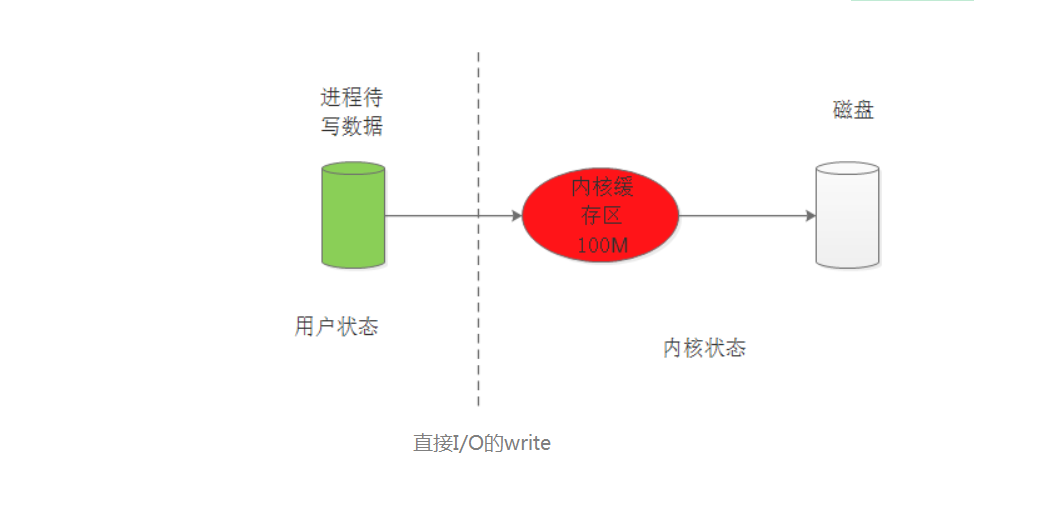 进程待
写数据
磁盘
内核缓
存区
100M
用户状态
内核状态
直接I/O的write